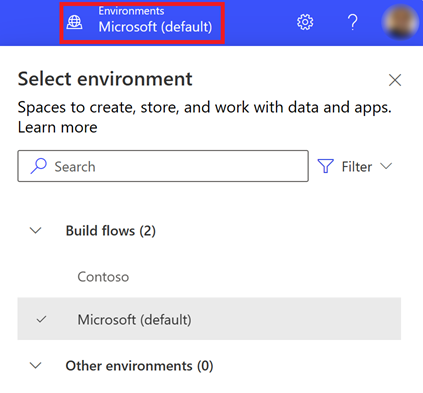 Environments
Microsoft (default)
Select environment
Spaces to create, store, and work with data and apps.
Learn more
Search
Filter
Build flows (2)
Contoso
Microsoft (default)
Other environments (0)